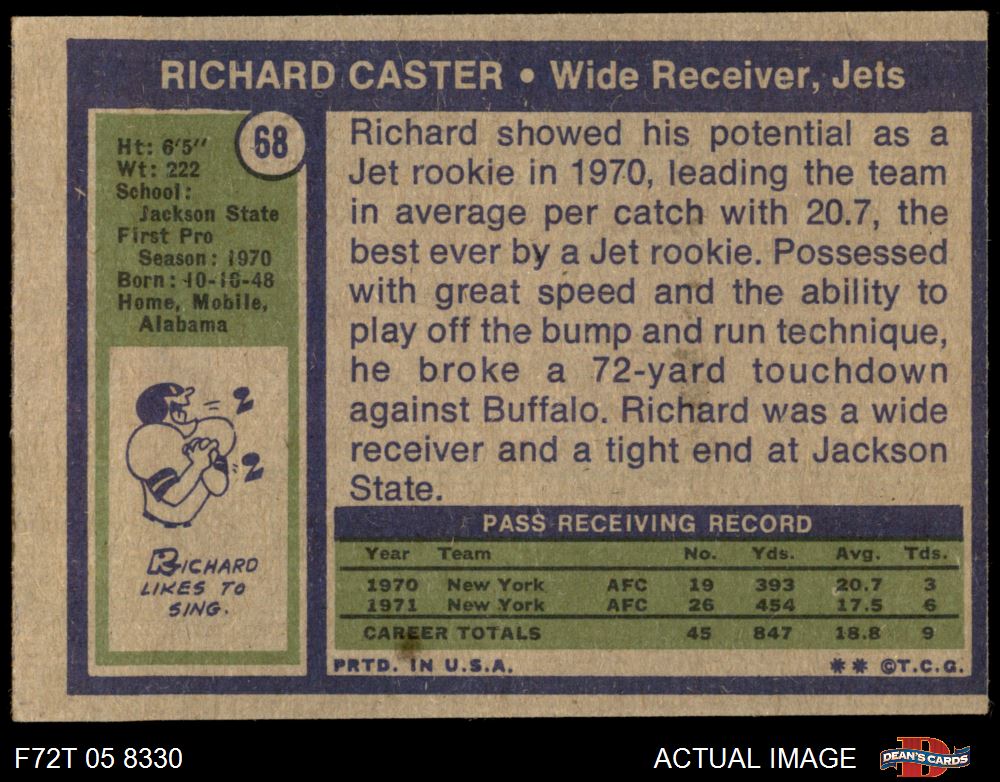 RICHARD CASTER • Wide Receiver, Jets
68
Ht: 6'5"
Wt: 222
School:
Jackson State
First Pro
Season: 1970
Born: 10-16-48
Home, Mobile,
Alabama
2
2
RICHARD
LIKES TO
SING.
Richard showed his potential as a
Jet rookie in 1970, leading the team
in average per catch with 20.7, the
best ever by a Jet rookie. Possessed
with great speed and the ability to
play off the bump and run technique,
he broke a 72-yard touchdown
against Buffalo. Richard was a wide
receiver and a tight end at Jackson
State.
PASS RECEIVING RECORD
Year Team No. Yds. Avg. Tds.
1970 New York AFC 19 393 20.7 3
1971 New York AFC 26 454 17.5 6
CAREER TOTALS 45 847 18.8 9
PRTD. IN U.S.A. ** ©T.C.G.
F72T 05 8330 ACTUAL IMAGE DEAN'S CARDS